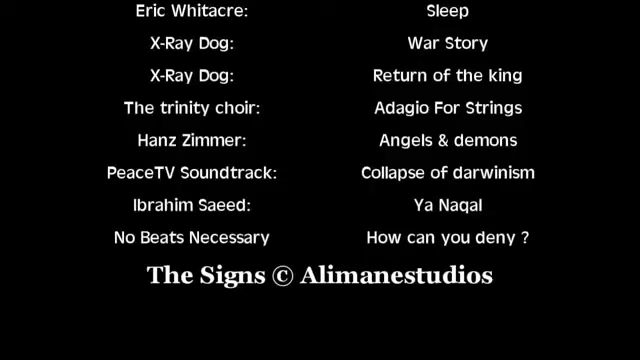 Eric Whitacre: Sleep
X-Ray Dog: War Story
X-Ray Dog: Return of the king
The trinity choir: Adagio For Strings
Hanz Zimmer: Angels & demons
PeaceTV Soundtrack: Collapse of darwinism
Ibrahim Saeed: Ya Naqal
No Beats Necessary How can you deny ?
The Signs © Alimanestudios